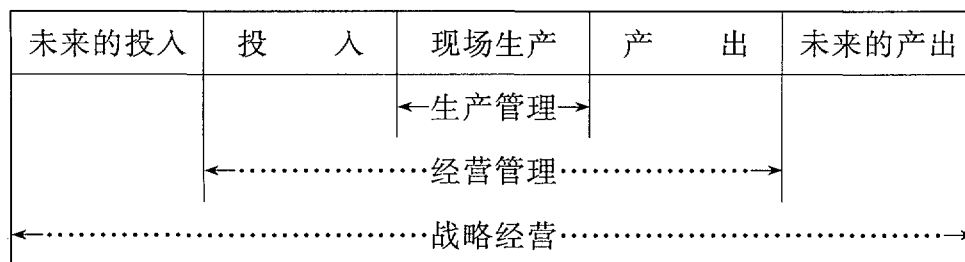 未来的投入 投 入 现场生产 产 出 未来的产出
生产管理
经营管理
战略经营